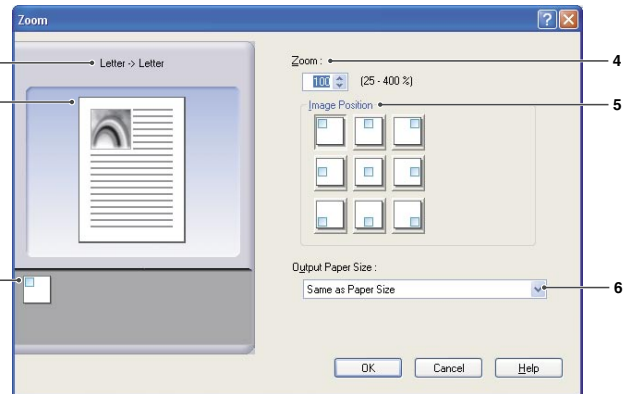 Zoom
Letter -> Letter
Zoom : 4
100 (25 - 400 %)
Image Position 5
Output Paper Size :
Same as Paper Size 6
OK Cancel Help